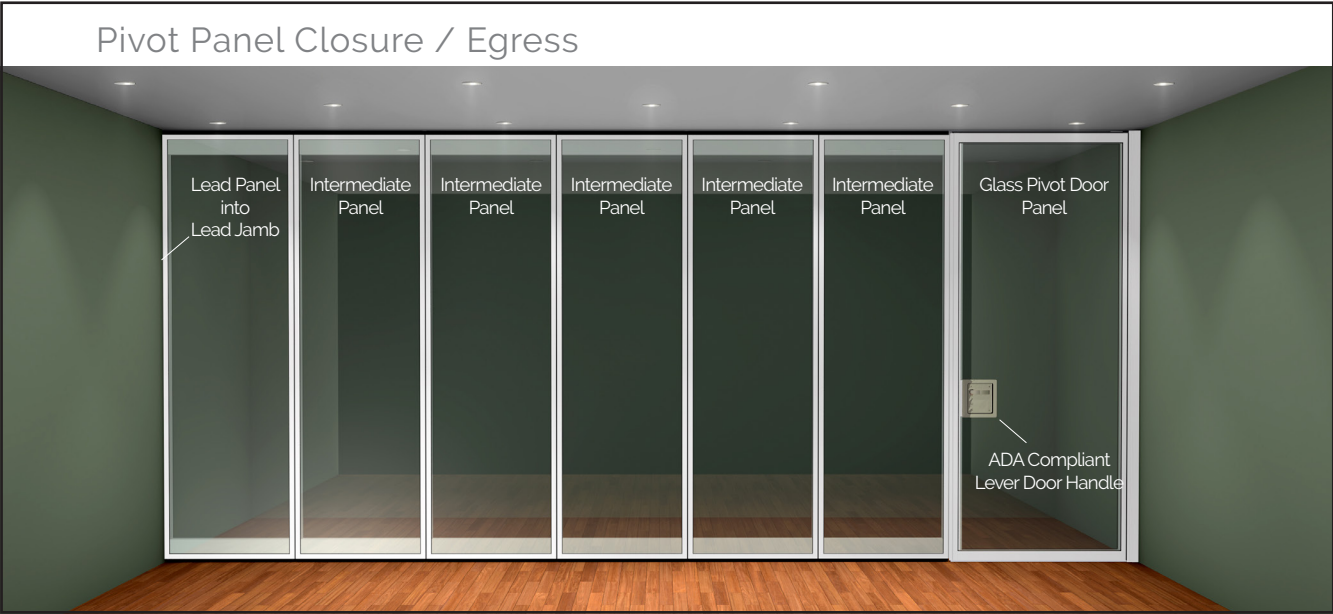 Pivot Panel Closure / Egress
Lead Panel
into
Lead Jamb
Intermediate
Panel
Intermediate
Panel
Intermediate
Panel
Intermediate
Panel
Intermediate
Panel
Glass Pivot Door
Panel
ADA Compliant
Lever Door Handle